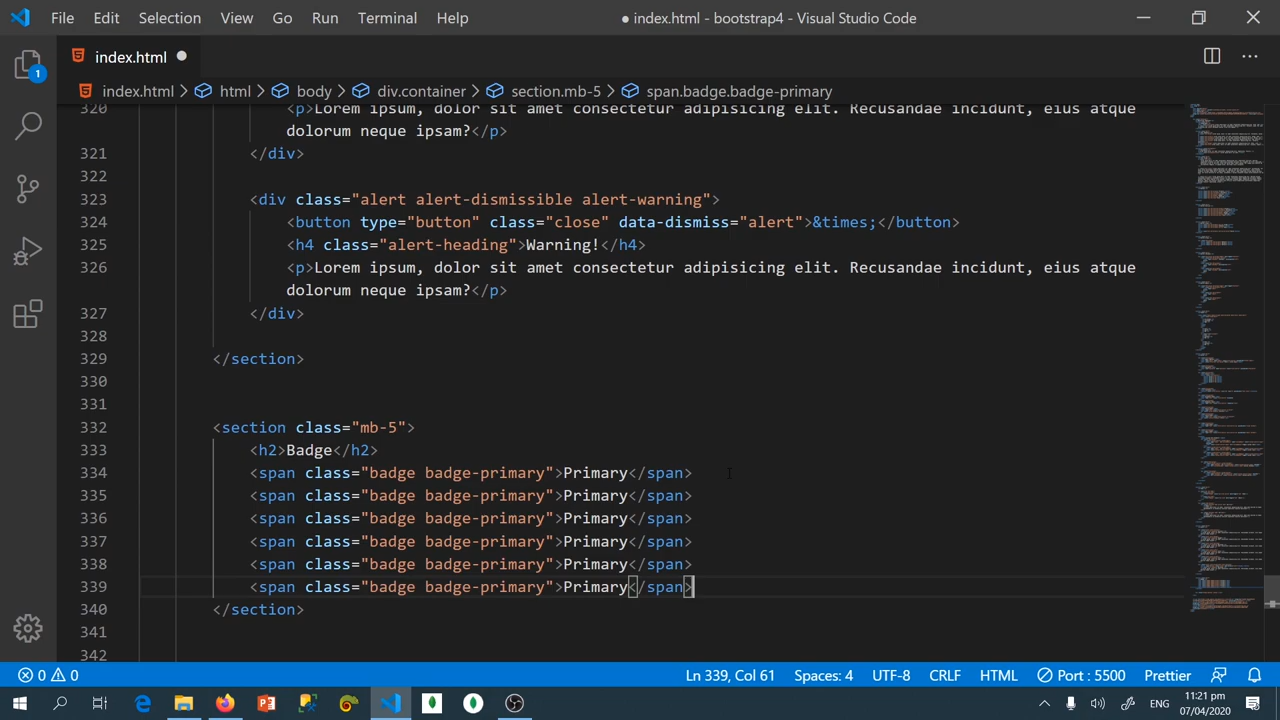 File Edit Selection View Go Run Terminal Help ● index.html - bootstrap4 - Visual Studio Code
index.html ●
index.html > html > body > div.container > section.mb-5 > span.badge.badge-primary
320 <p>Lorem ipsum, dolor sit amet consectetur adipisicing elit. Recusandae incidunt, eius atque
dolorum neque ipsam?</p>
321 </div>
322
323 <div class="alert alert-dismissible alert-warning">
324 <button type="button" class="close" data-dismiss="alert">&times;</button>
325 <h4 class="alert-heading">Warning!</h4>
326 <p>Lorem ipsum, dolor sit amet consectetur adipisicing elit. Recusandae incidunt, eius atque
dolorum neque ipsam?</p>
327 </div>
328
329 </section>
330
331
332 <section class="mb-5">
333 <h2>Badge</h2>
334 <span class="badge badge-primary">Primary</span>
335 <span class="badge badge-primary">Primary</span>
336 <span class="badge badge-primary">Primary</span>
337 <span class="badge badge-primary">Primary</span>
338 <span class="badge badge-primary">Primary</span>
339 <span class="badge badge-primary">Primary</span>
340 </section>
341
342
1
0 0 Ln 339, Col 61 Spaces: 4 UTF-8 CRLF HTML Port : 5500 Prettier
ENG 11:21 pm
07/04/2020